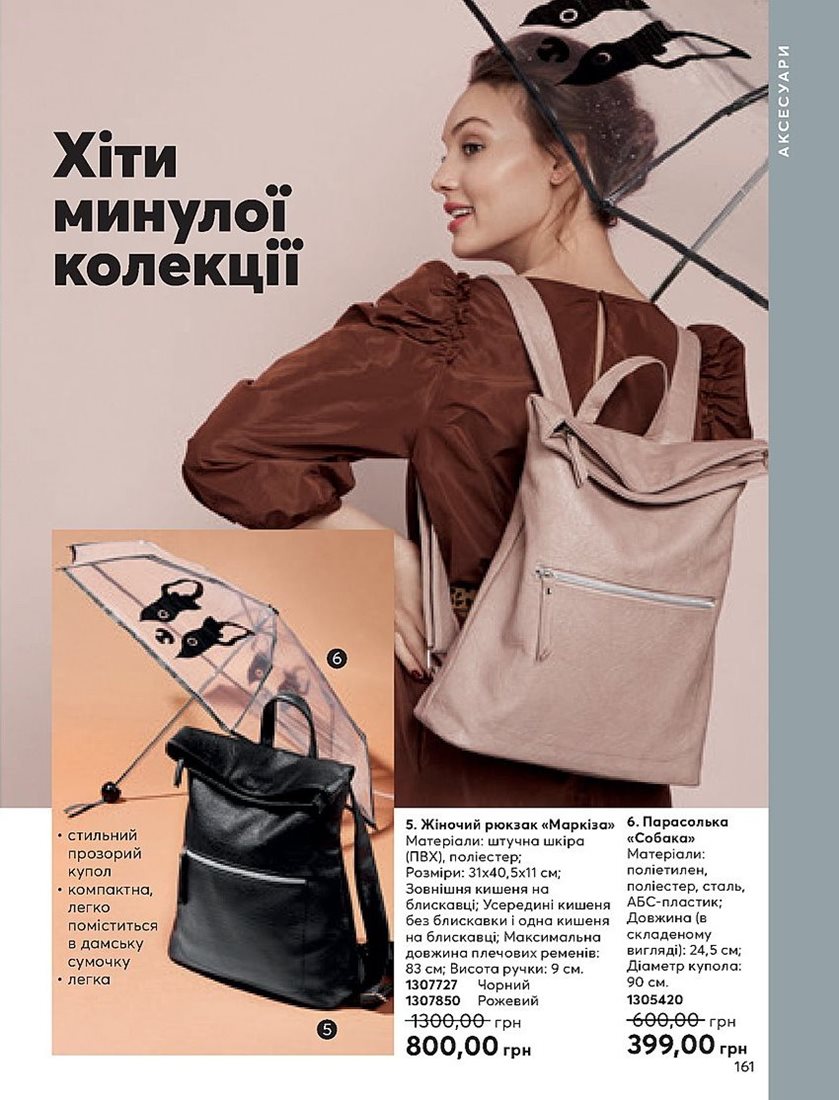 АКСЕСУАРИ
Хіти
минулої
колекції
6
5
• стильний
прозорий
купол
• компактна,
легко
поміститься
в дамську
сумочку
• легка
5. Жіночий рюкзак «Маркіза»
Матеріали: штучна шкіра
(ПВХ), поліестер;
Розміри: 31х40,5х11 см;
Зовнішня кишеня на
блискавці; Усередині кишеня
без блискавки і одна кишеня
на блискавці; Максимальна
довжина плечових ременів:
83 см; Висота ручки: 9 см.
1307727 Чорний
1307850 Рожевий
1300,00 грн
800,00 грн
6. Парасолька
«Собака»
Матеріали:
поліетилен,
поліестер, сталь,
АБС-пластик;
Довжина (в
складеному
вигляді): 24,5 см;
Діаметр купола:
90 см.
1305420
600,00 грн
399,00 грн
161